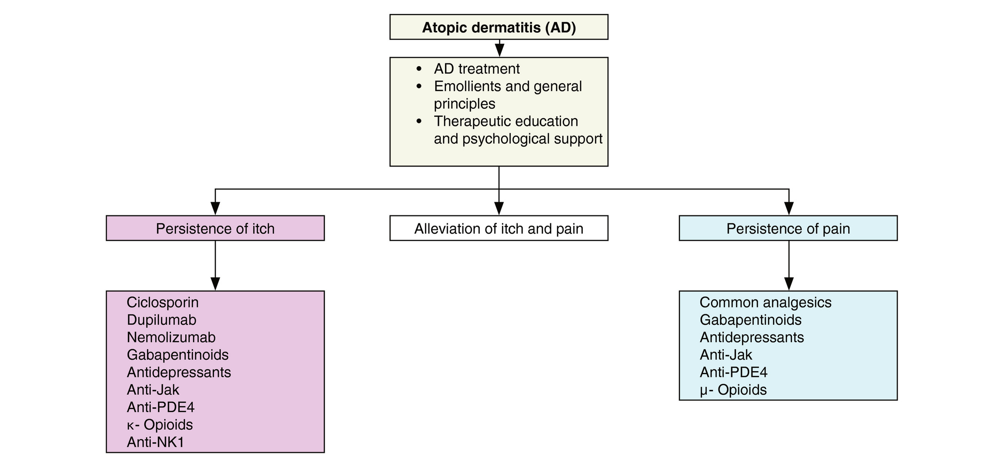 Atopic dermatitis (AD)
• AD treatment
• Emollients and general
principles
• Therapeutic education
and psychological support
Persistence of itch
Alleviation of itch and pain
Persistence of pain
Ciclosporin
Dupilumab
Nemolizumab
Gabapentinoids
Antidepressants
Anti-Jak
Anti-PDE4
κ- Opioids
Anti-NK1
Common analgesics
Gabapentinoids
Antidepressants
Anti-Jak
Anti-PDE4
µ- Opioids